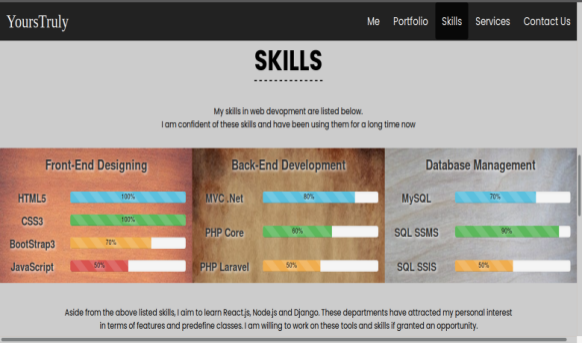 YoursTruly
Me Portfolio Skills Services Contact Us
SKILLS
My skills in web devopment are listed below.
I am confident of these skills and have been using them for a long time now
Front-End Designing
HTML5 100%
CSS3 100%
BootStrap3 70%
JavaScript 50%
Back-End Development
MVC .Net 80%
PHP Core 60%
PHP Laravel 50%
Database Management
MySQL 70%
SQL SSMS 90%
SQL SSIS 50%
Aside from the above listed skills, I aim to learn React.js, Node.js and Django. These departments have attracted my personal interest
in terms of features and predefine classes. I am willing to work on these tools and skills if granted an opportunity.